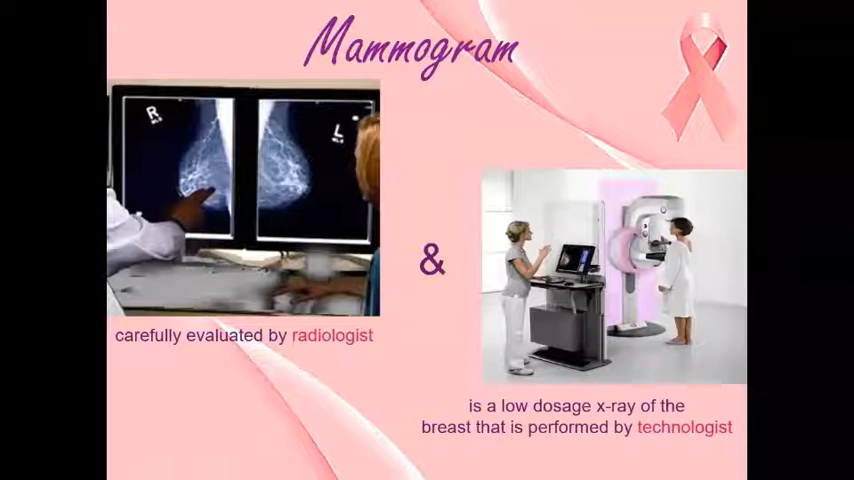 Mammogram
R
L
&
carefully evaluated by radiologist
is a low dosage x-ray of the
breast that is performed by technologist